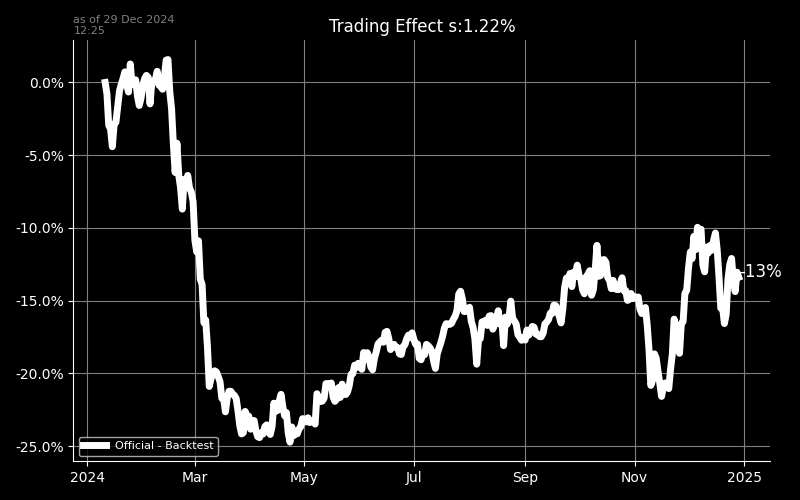 as of 29 Dec 2024
12:25
Trading Effect s:1.22%
0.0%
-5.0%
-10.0%
-15.0%
-20.0%
-25.0%
-13%
Official - Backtest
2024 Mar May Jul Sep Nov 2025